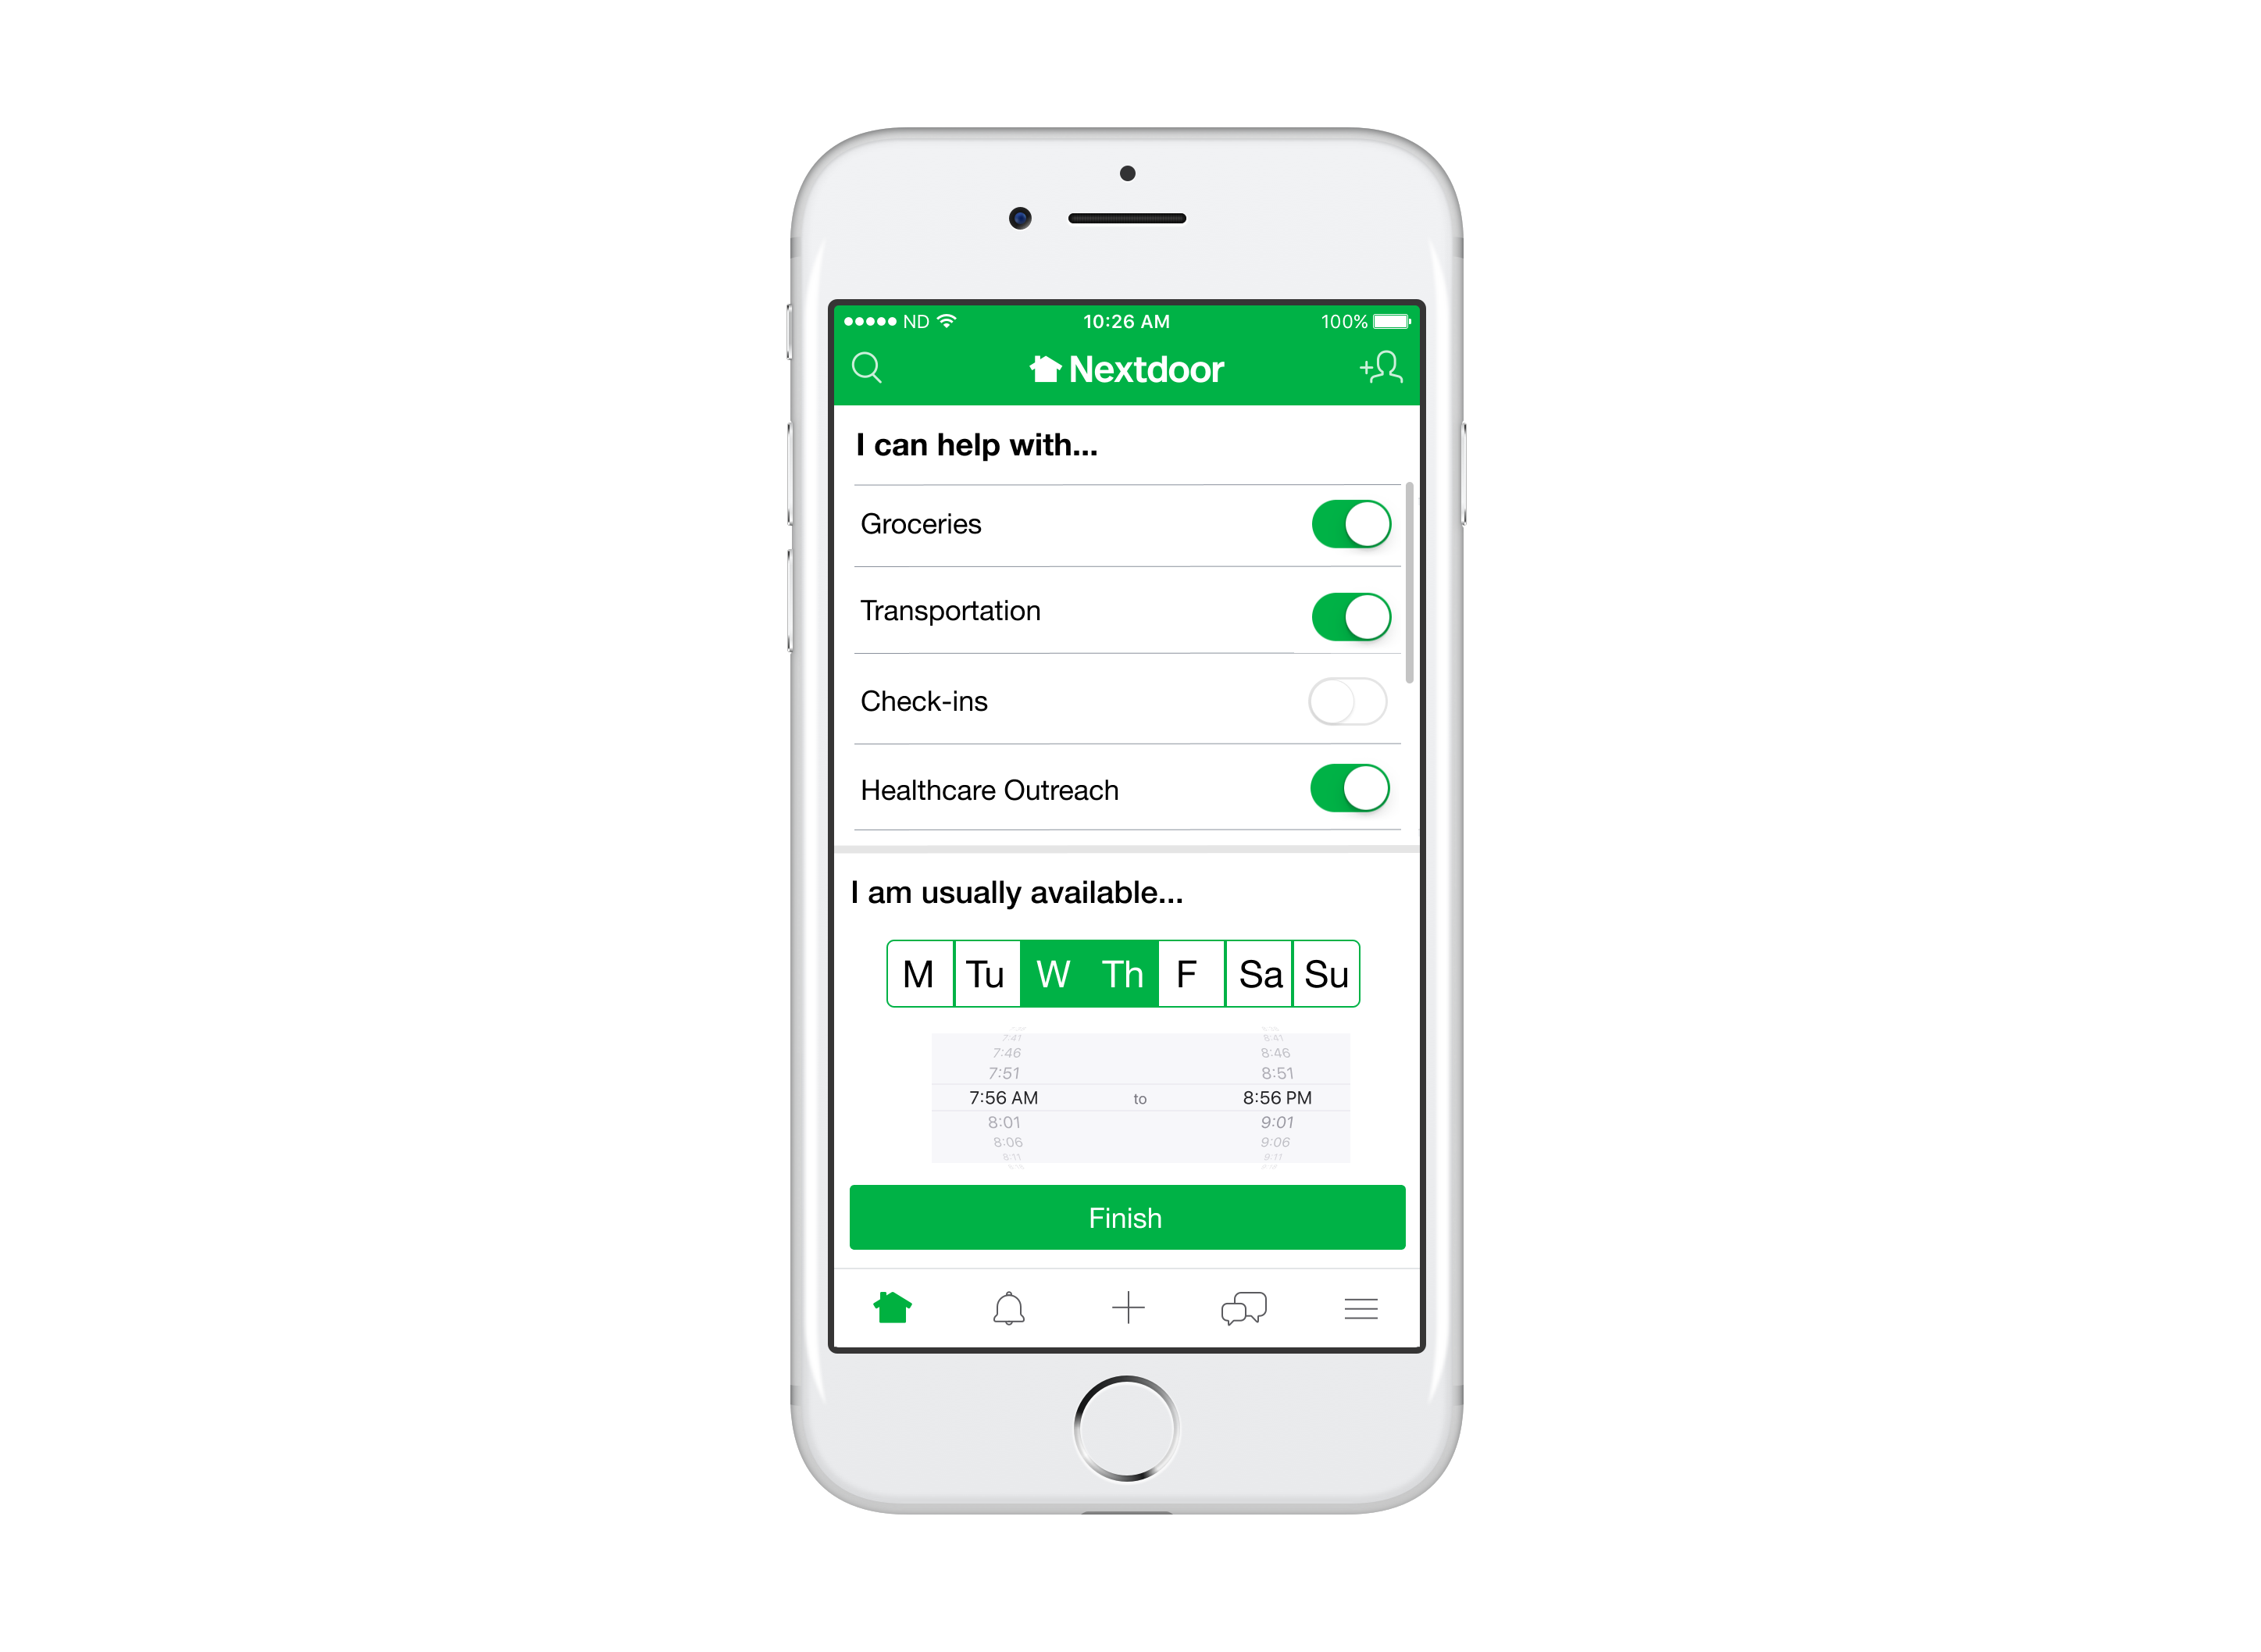 ND 10:26 AM 100%
Nextdoor
I can help with...
Groceries
Transportation
Check-ins
Healthcare Outreach
I am usually available...
M Tu W Th F Sa Su
7:41 8:41
7:46 8:46
7:51 8:51
7:56 AM to 8:56 PM
8:01 9:01
8:06 9:06
8:11 9:11
Finish